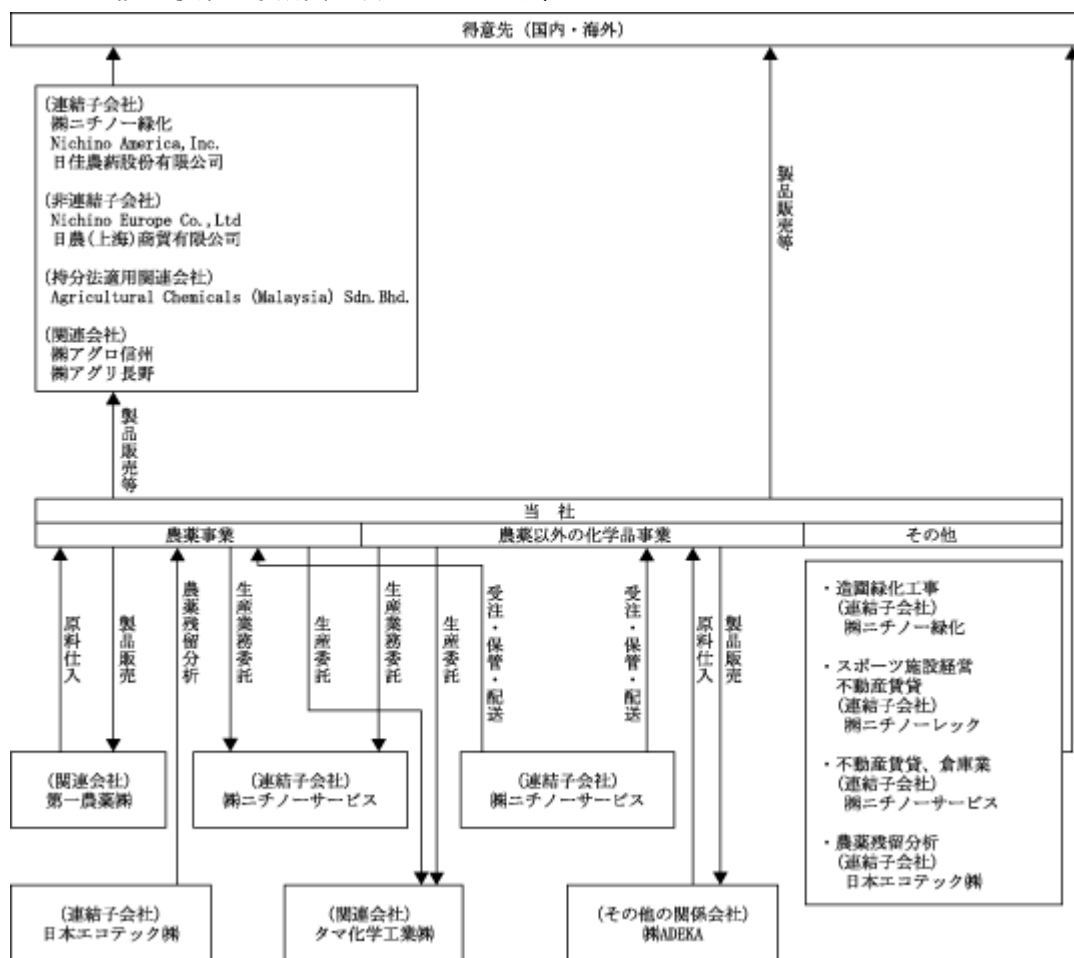 得意先（国内・海外）
(連結子会社)
㈱ニチノー緑化
Nichino America,Inc.
日佳農葯股份有限公司
(非連結子会社)
Nichino Europe Co.,Ltd
日農(上海)商貿有限公司
(持分法適用関連会社)
Agricultural Chemicals (Malaysia) Sdn.Bhd.
(関連会社)
㈱アグロ信州
㈱アグリ長野
製品販売等
製品販売等
当 社
農薬事業
農薬以外の化学品事業
その他
原料仕入
製品販売
農薬残留分析
生産業務委託
生産委託
生産業務委託
生産委託
受注・保管・配送
受注・保管・配送
原料仕入
製品販売
・造園緑化工事
(連結子会社)
㈱ニチノー緑化
・スポーツ施設経営
不動産賃貸
(連結子会社)
㈱ニチノーレック
・不動産賃貸、倉庫業
(連結子会社)
㈱ニチノーサービス
・農薬残留分析
(連結子会社)
日本エコテック㈱
(関連会社)
第一農薬㈱
(連結子会社)
㈱ニチノーサービス
(連結子会社)
㈱ニチノーサービス
(連結子会社)
日本エコテック㈱
(関連会社)
タマ化学工業㈱
(その他の関係会社)
㈱ADEKA